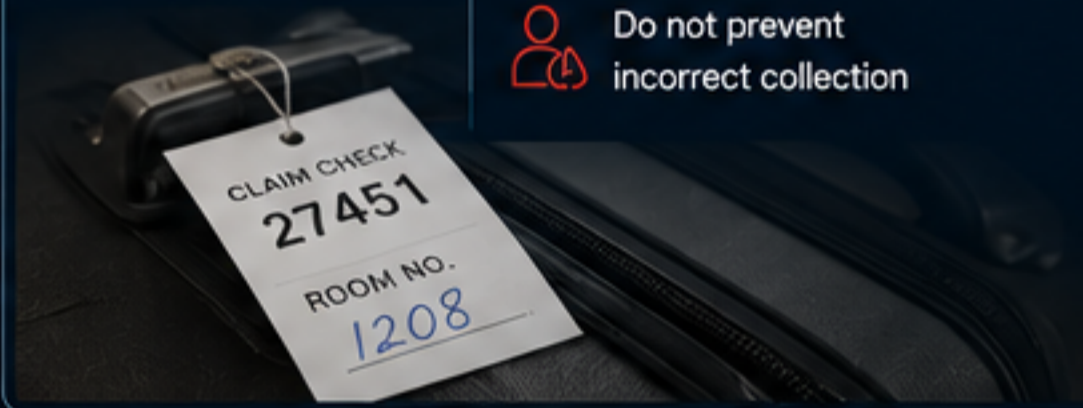 Do not prevent
incorrect collection
CLAIM CHECK
27451
ROOM NO.
1208